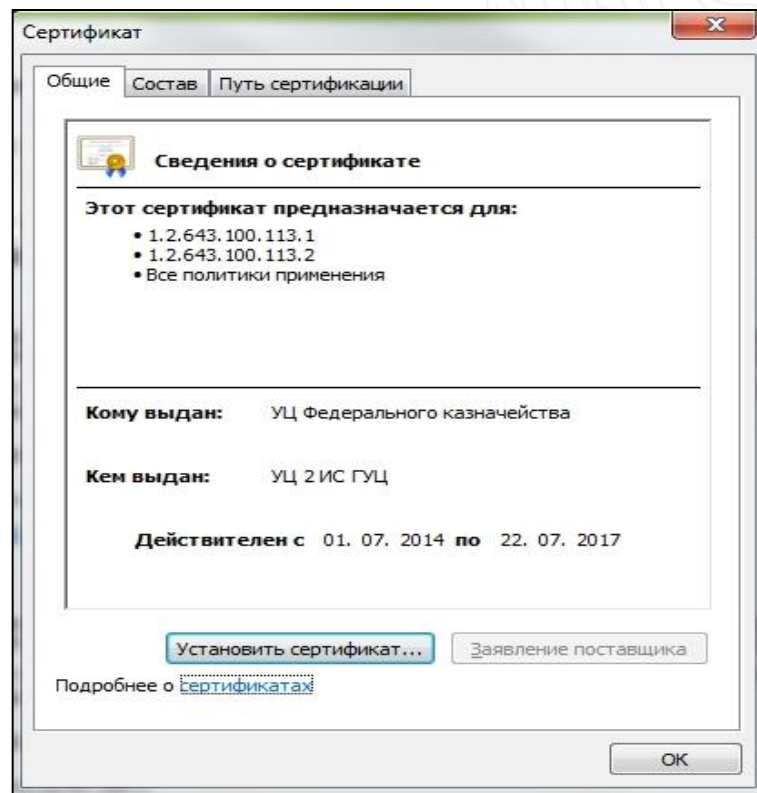 Сертификат
Общие Состав Путь сертификации
Сведения о сертификате
Этот сертификат предназначается для:
• 1.2.643.100.113.1
• 1.2.643.100.113.2
• Все политики применения
Кому выдан: УЦ Федерального казначейства
Кем выдан: УЦ 2 ИС ГУЦ
Действителен с 01. 07. 2014 по 22. 07. 2017
Установить сертификат... Заявление поставщика
Подробнее о сертификатах
ОК